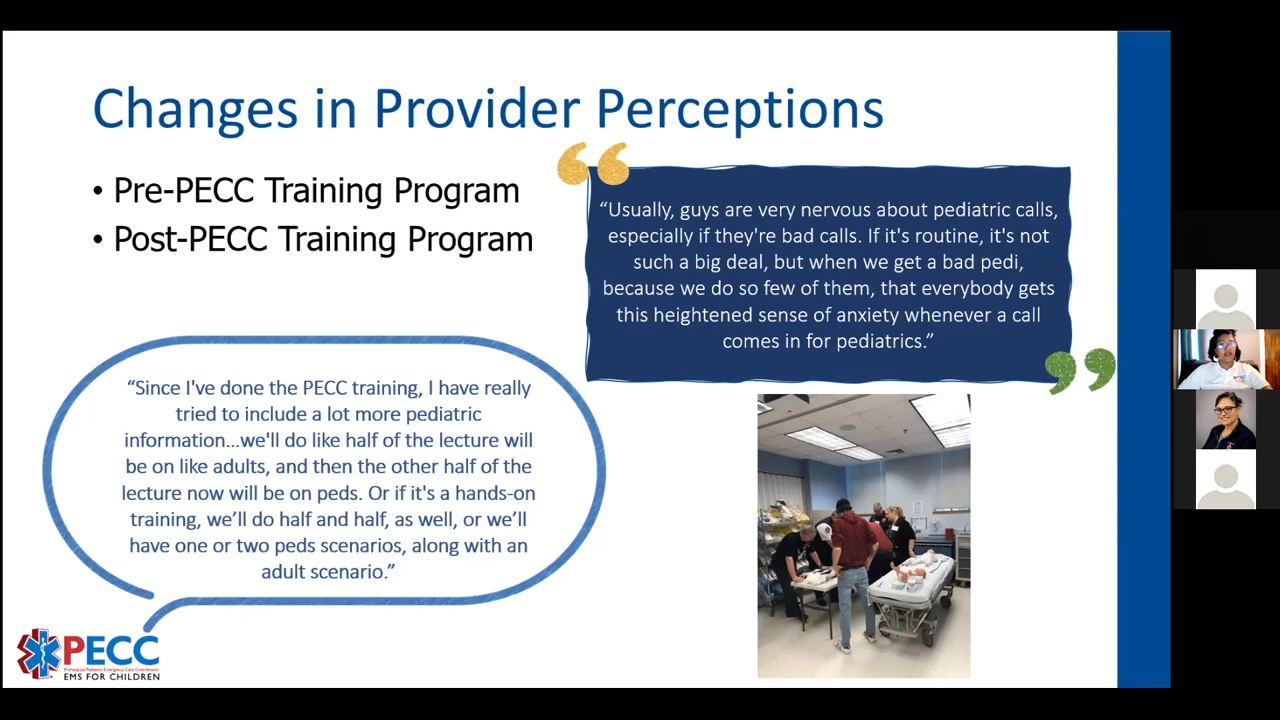 Changes in Provider Perceptions
• Pre-PECC Training Program
• Post-PECC Training Program
“Usually, guys are very nervous about pediatric calls,
especially if they're bad calls. If it's routine, it's not
such a big deal, but when we get a bad pedi,
because we do so few of them, that everybody gets
this heightened sense of anxiety whenever a call
comes in for pediatrics.”
“Since I've done the PECC training, I have really
tried to include a lot more pediatric
information...we'll do like half of the lecture will
be on like adults, and then the other half of the
lecture now will be on peds. Or if it's a hands-on
training, we’ll do half and half, as well, or we’ll
have one or two peds scenarios, along with an
adult scenario.”
PECC
Prehospital Pediatric Emergency Care Coordinator
EMS FOR CHILDREN